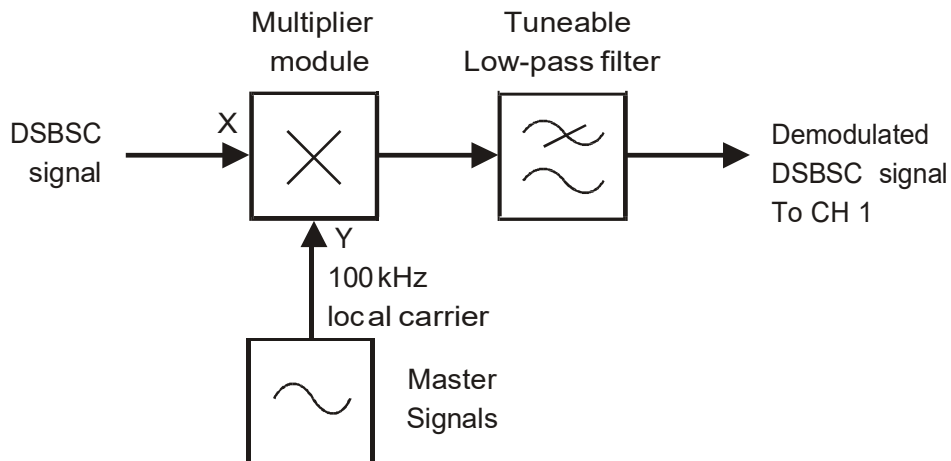 Multiplier
module
Tuneable
Low-pass filter
DSBSC
signal
X
Demodulated
DSBSC signal
To CH 1
Y
100 kHz
local carrier
Master
Signals